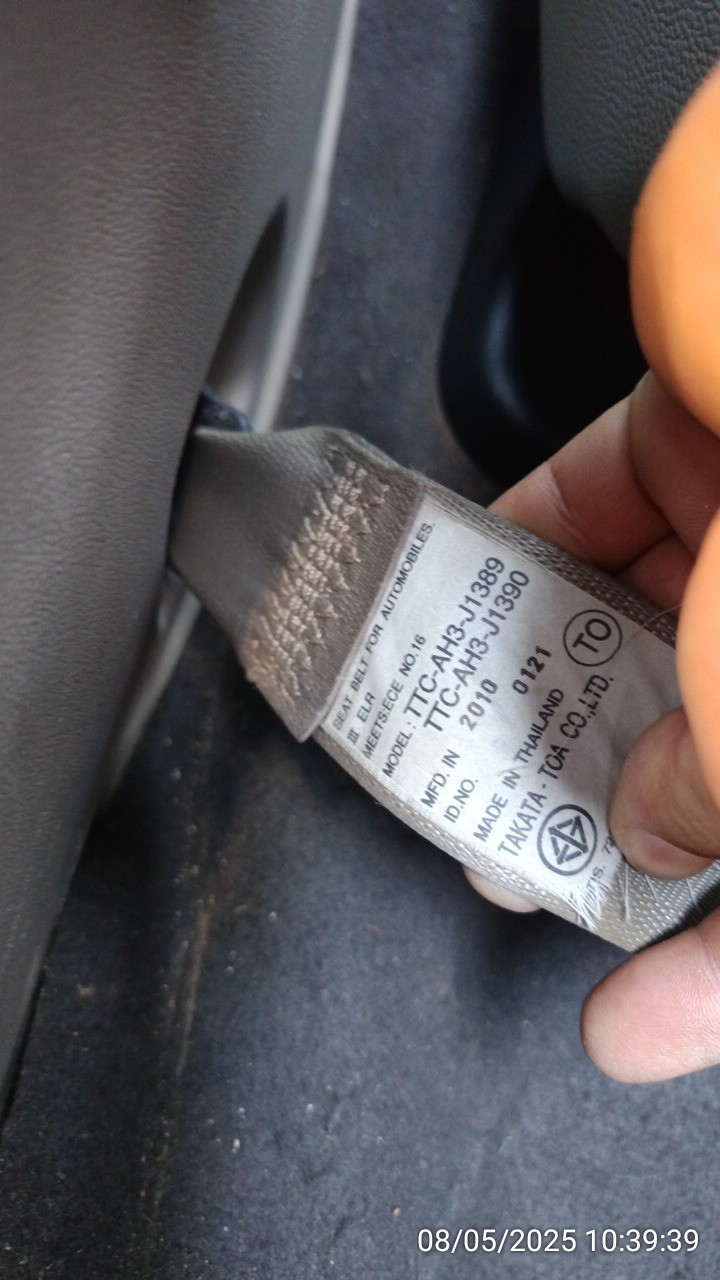 SEAT BELT FOR AUTOMOBILES.
III ELR
MEETS:ECE NO.16
MODEL : TTC-AH3-J1389
TTC-AH3-J1390
MFD. IN 2010
ID.NO. 0121
MADE IN THAILAND
TAKATA - TOA CO.,LTD.
TO
08/05/2025 10:39:39